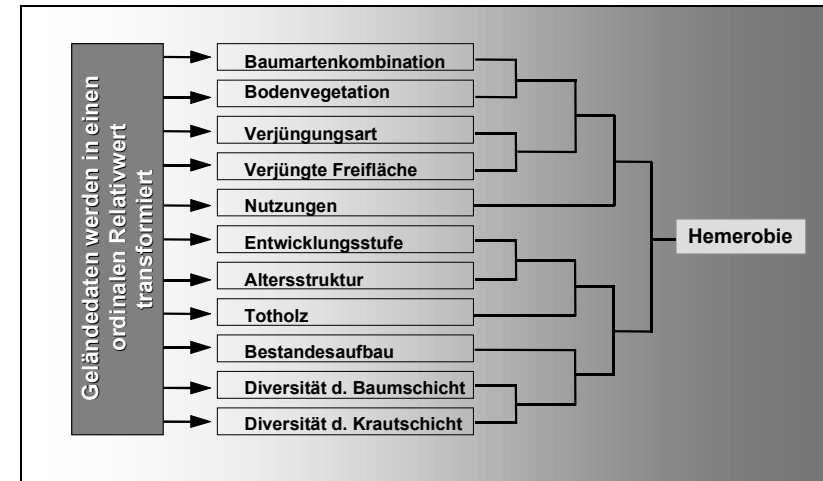 Geländedaten werden in einen
ordinalen Relativwert
transformiert
Baumartenkombination
Bodenvegetation
Verjüngungsart
Verjüngte Freifläche
Nutzungen
Entwicklungsstufe
Altersstruktur
Totholz
Bestandesaufbau
Diversität d. Baumschicht
Diversität d. Krautschicht
Hemerobie